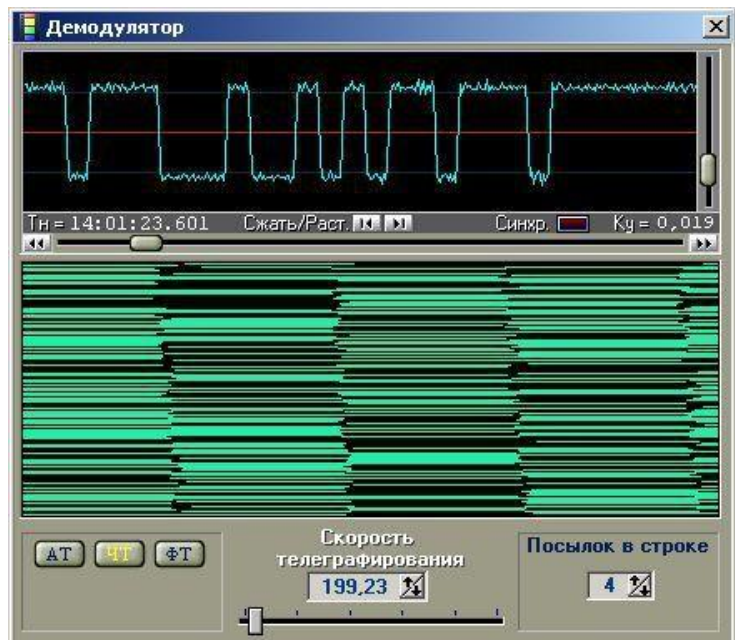 Демодулятор
Тн = 14:01:23.601 Сжать/Раст. Синхр. Ку = 0,019
АТ ЧТ ФТ
Скорость
телеграфирования
199,23
Посылок в строке
4